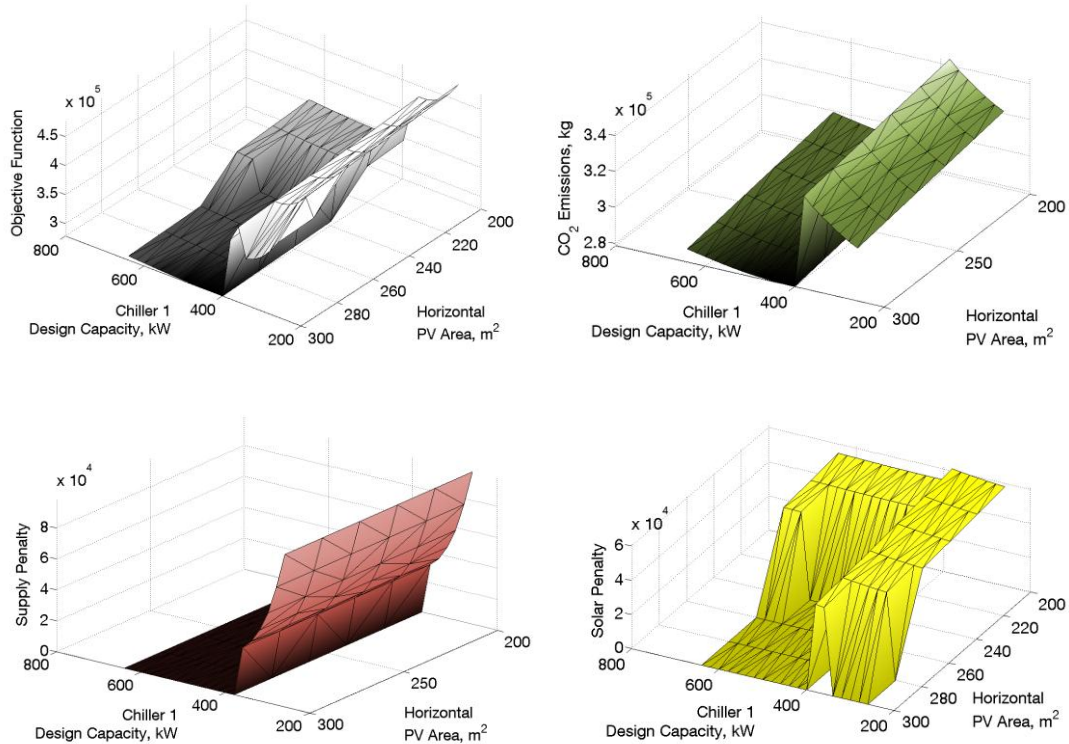 x 10^5
4.5
4
3.5
3
Objective Function
800
600
400
200
Chiller 1
Design Capacity, kW
300
280
260
240
220
200
Horizontal
PV Area, m^2
x 10^5
3.4
3.2
3
2.8
CO_2 Emissions, kg
800
600
400
200
Chiller 1
Design Capacity, kW
300
250
200
Horizontal
PV Area, m^2
x 10^4
8
6
4
2
0
Supply Penalty
800
600
400
200
Chiller 1
Design Capacity, kW
300
250
200
Horizontal
PV Area, m^2
x 10^4
6
4
2
0
Solar Penalty
800
600
400
200
Chiller 1
Design Capacity, kW
300
280
260
240
220
200
Horizontal
PV Area, m^2